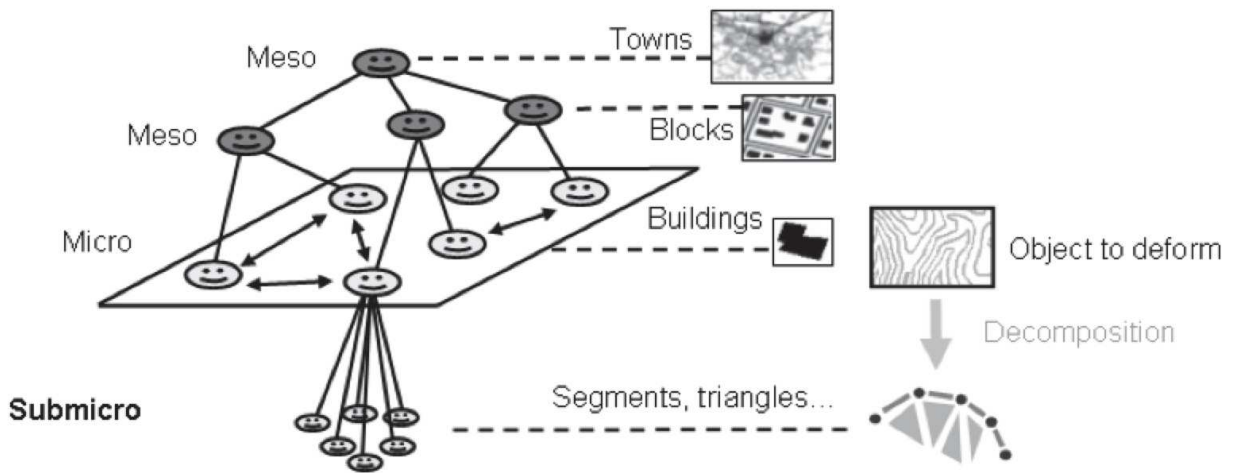 Towns
Meso
Meso
Blocks
Micro
Buildings
Object to deform
Decomposition
Submicro
Segments, triangles...